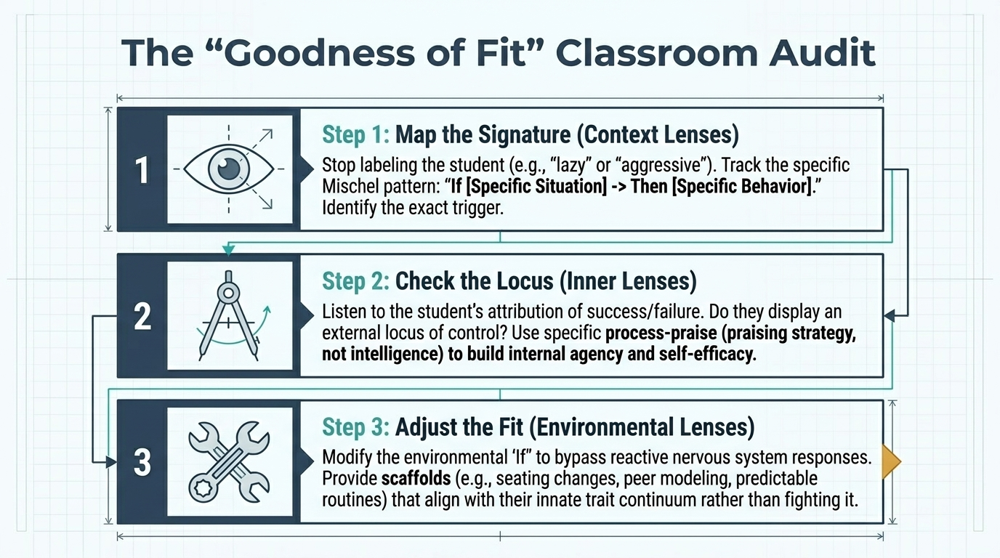 The “Goodness of Fit” Classroom Audit
1
Step 1: Map the Signature (Context Lenses)
Stop labeling the student (e.g., “lazy” or “aggressive”). Track the specific
Mischel pattern: “If [Specific Situation] -> Then [Specific Behavior].”
Identify the exact trigger.
2
Step 2: Check the Locus (Inner Lenses)
Listen to the student’s attribution of success/failure. Do they display an
external locus of control? Use specific process-praise (praising strategy,
not intelligence) to build internal agency and self-efficacy.
3
Step 3: Adjust the Fit (Environmental Lenses)
Modify the environmental ‘If” to bypass reactive nervous system responses.
Provide scaffolds (e.g., seating changes, peer modeling, predictable
routines) that align with their innate trait continuum rather than fighting it.